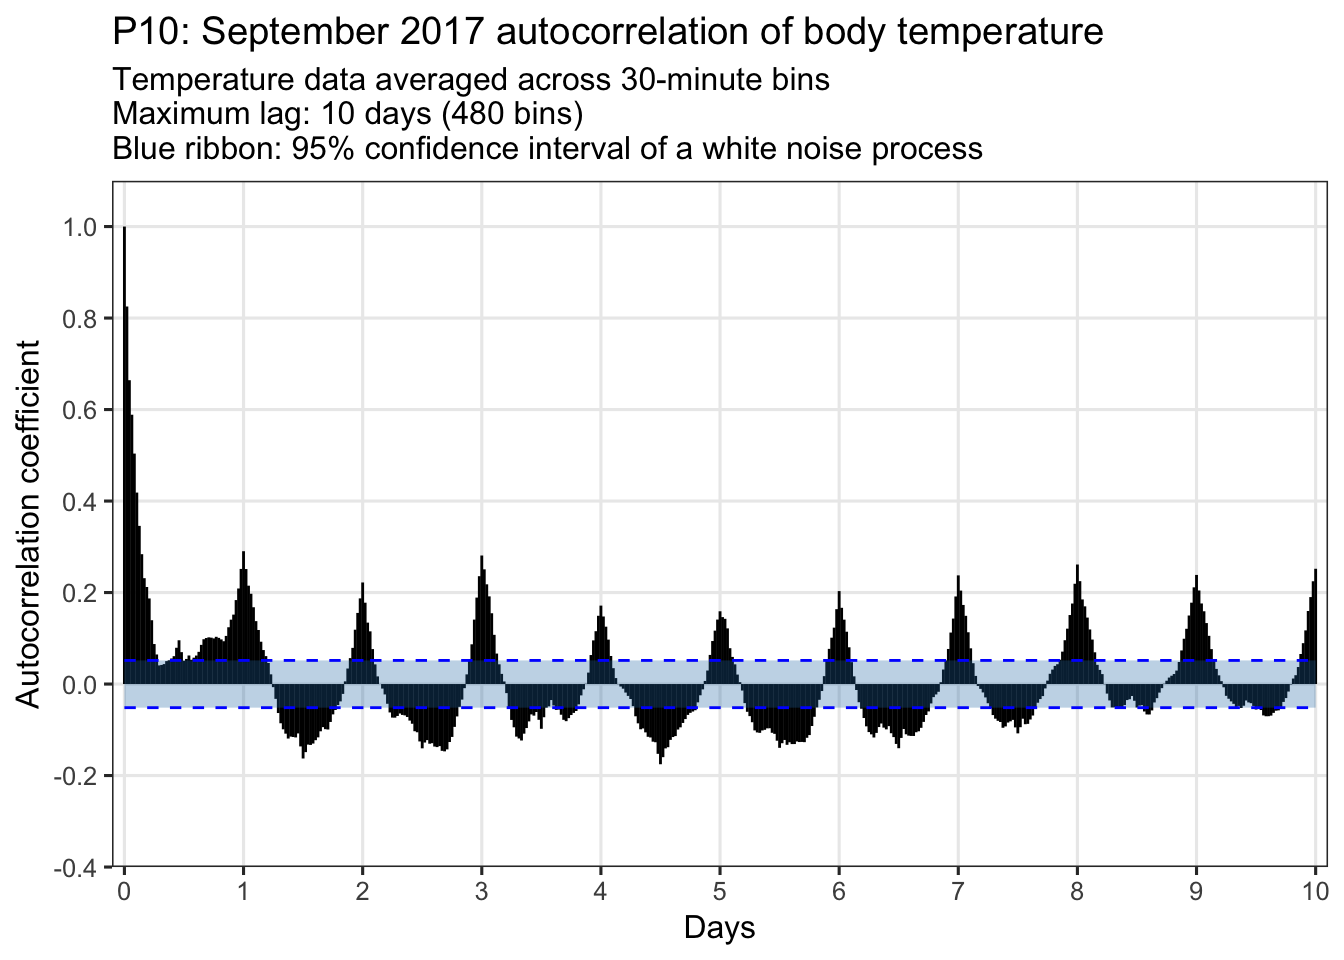 P10: September 2017 autocorrelation of body temperature
Temperature data averaged across 30-minute bins
Maximum lag: 10 days (480 bins)
Blue ribbon: 95% confidence interval of a white noise process
Autocorrelation coefficient
1.0
0.8
0.6
0.4
0.2
0.0
-0.2
-0.4
0 1 2 3 4 5 6 7 8 9 10
Days